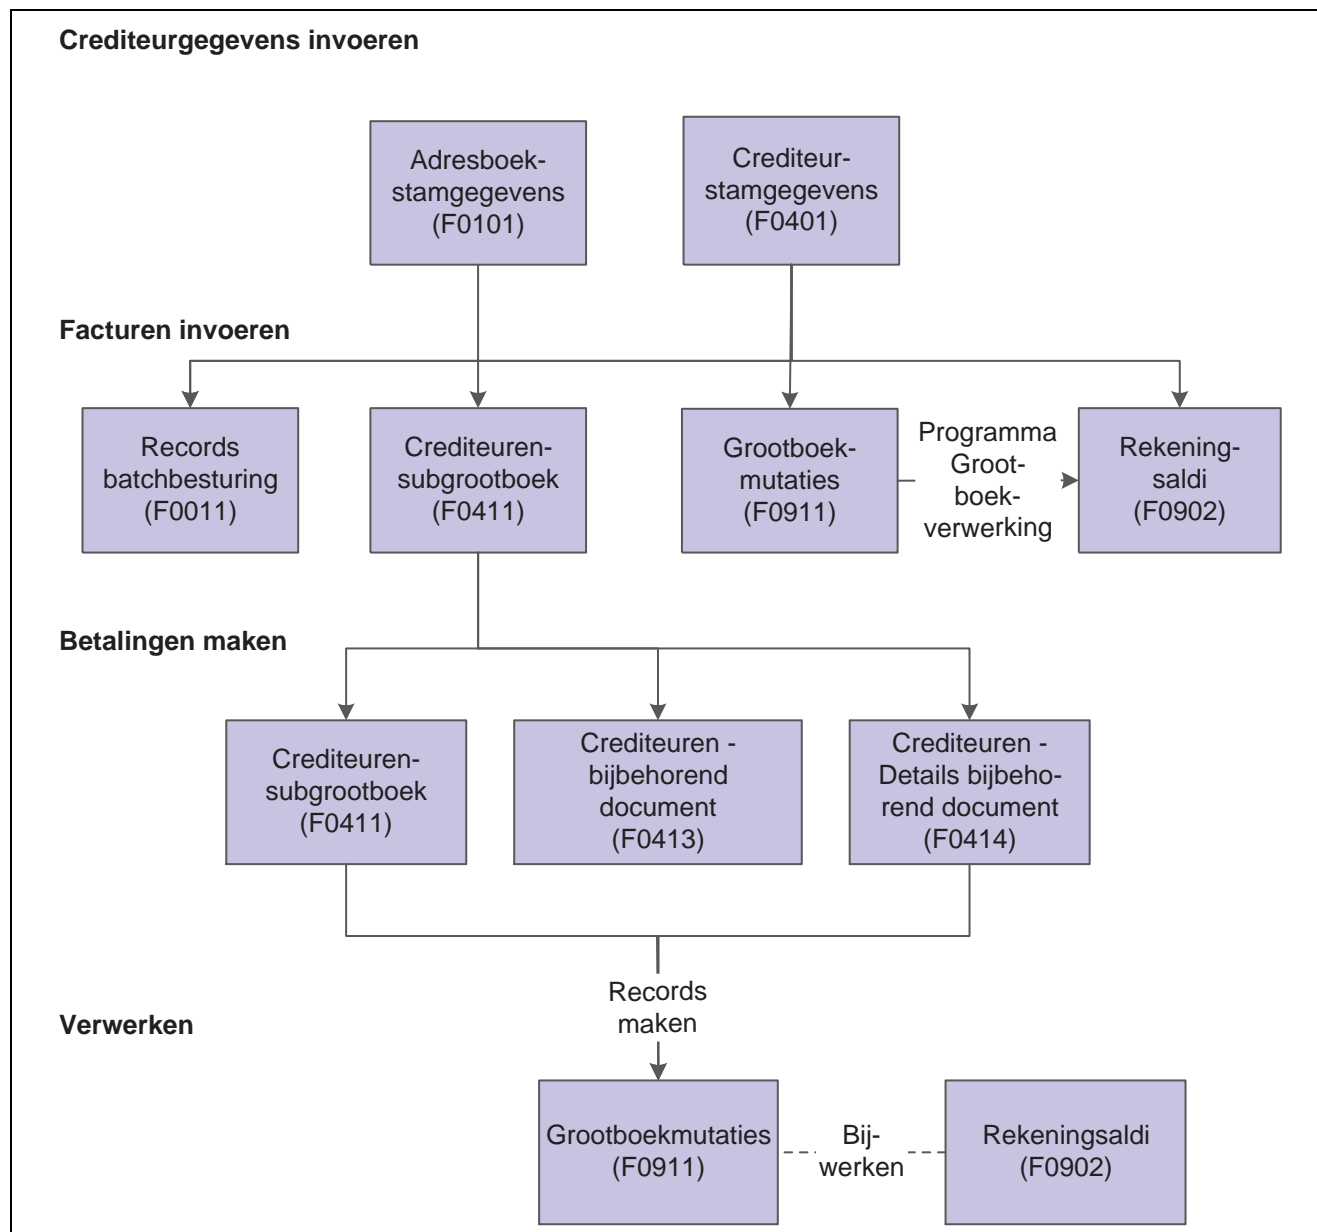 Crediteurgegevens invoeren
Adresboek-
stamgegevens
(F0101)
Crediteur-
stamgegevens
(F0401)
Facturen invoeren
Records
batchbesturing
(F0011)
Crediteuren-
subgrootboek
(F0411)
Grootboek-
mutaties
(F0911)
Programma
Groot-
boek-
verwerking
Rekening-
saldi
(F0902)
Betalingen maken
Crediteuren-
subgrootboek
(F0411)
Crediteuren -
bijbehorend
document
(F0413)
Crediteuren -
Details bijbeho-
rend document
(F0414)
Records
maken
Verwerken
Grootboekmutaties
(F0911)
Bij-
werken
Rekeningsaldi
(F0902)